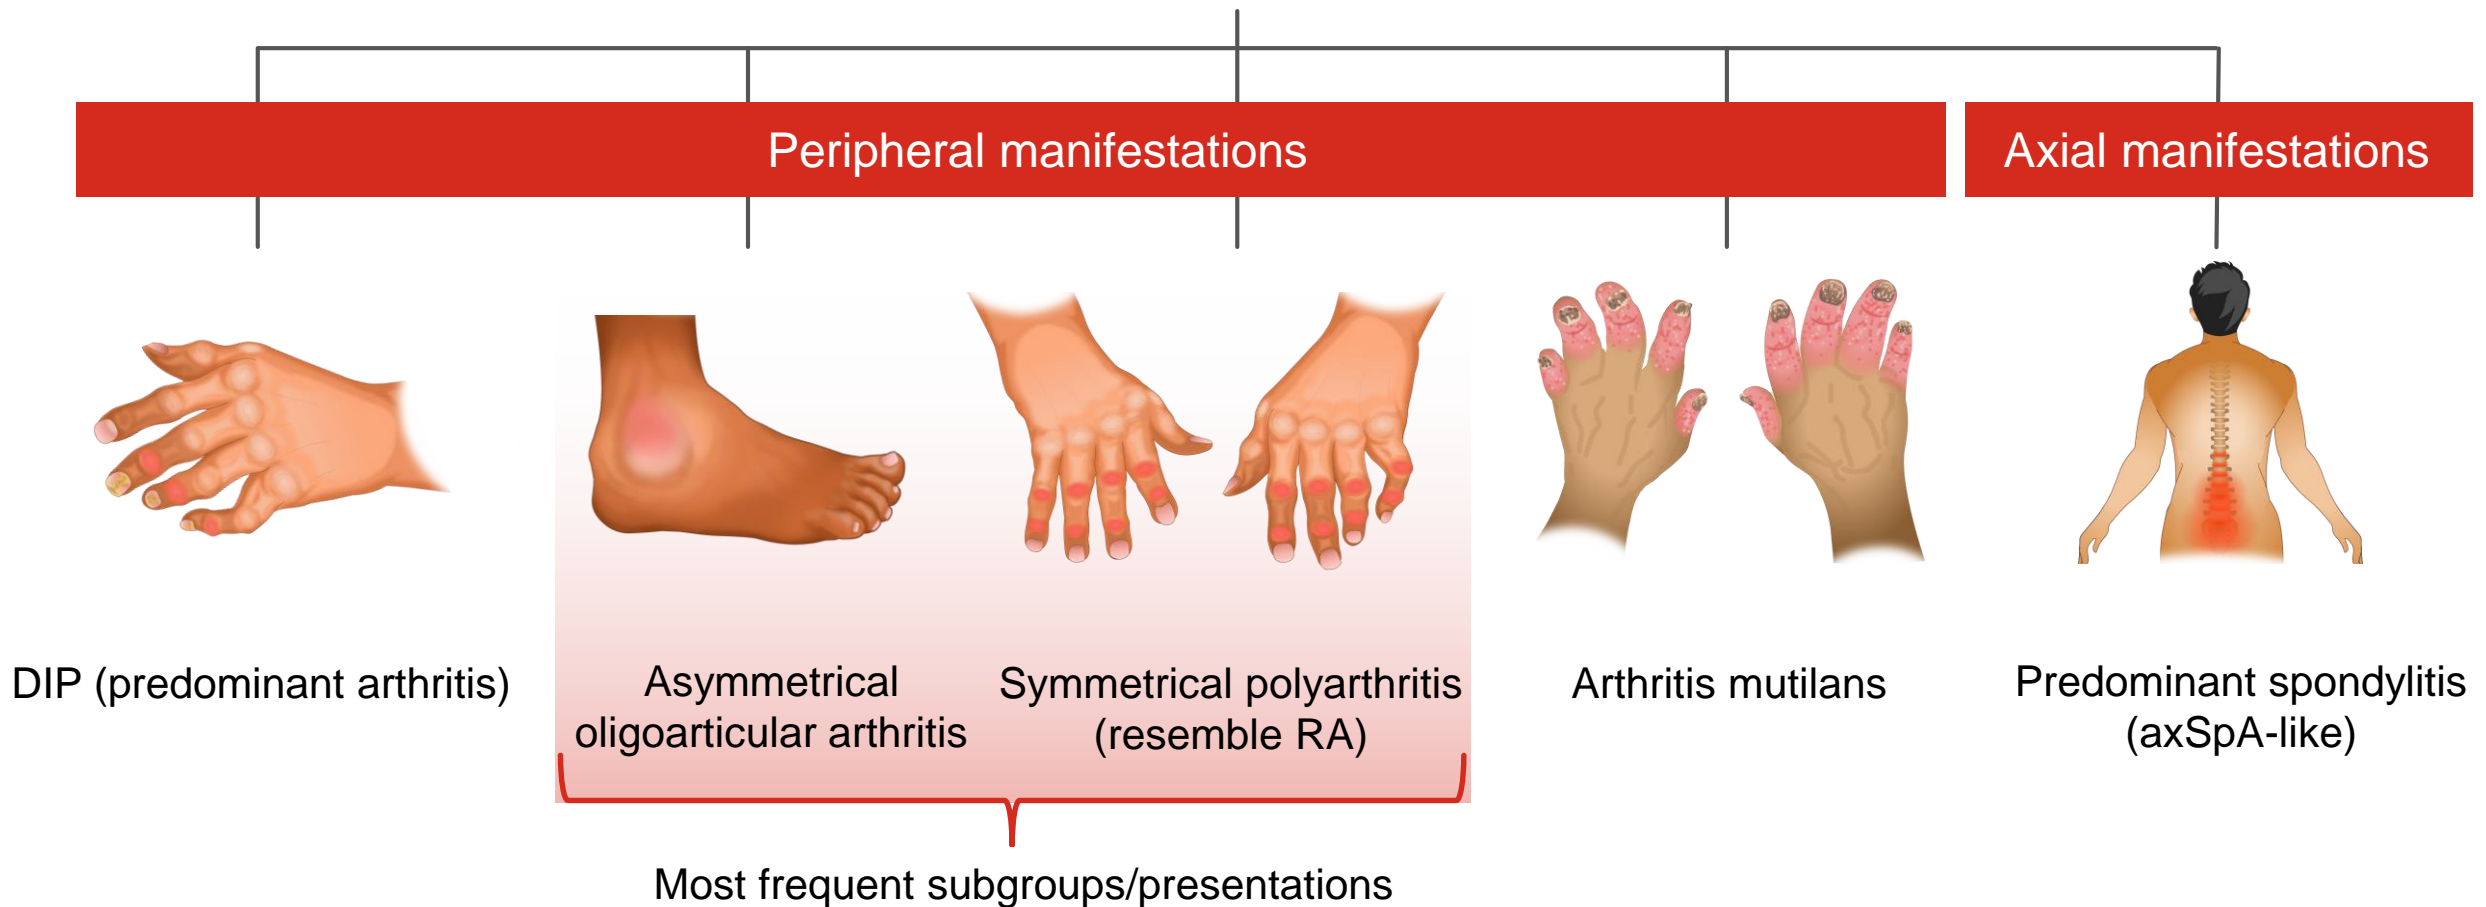 Peripheral manifestations
Axial manifestations
DIP (predominant arthritis)
Asymmetrical
oligoarticular arthritis
Symmetrical polyarthritis
(resemble RA)
Arthritis mutilans
Predominant spondylitis
(axSpA-like)
Most frequent subgroups/presentations